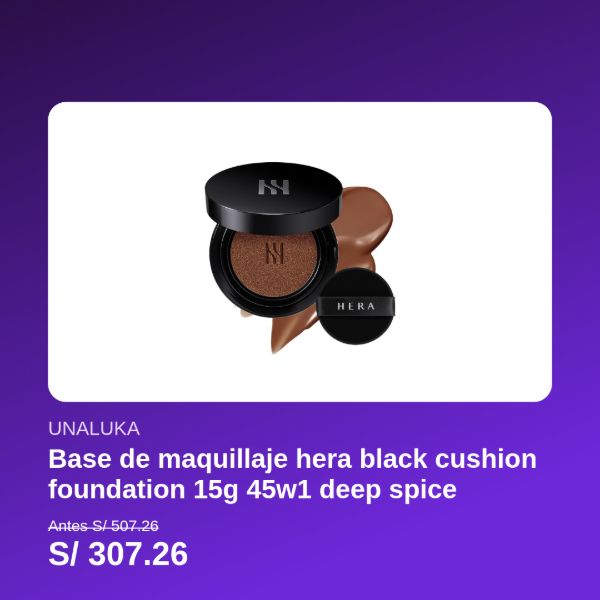 HERA
UNALUKA
Base de maquillaje hera black cushion
foundation 15g 45w1 deep spice
Antes S/ 507.26
S/ 307.26